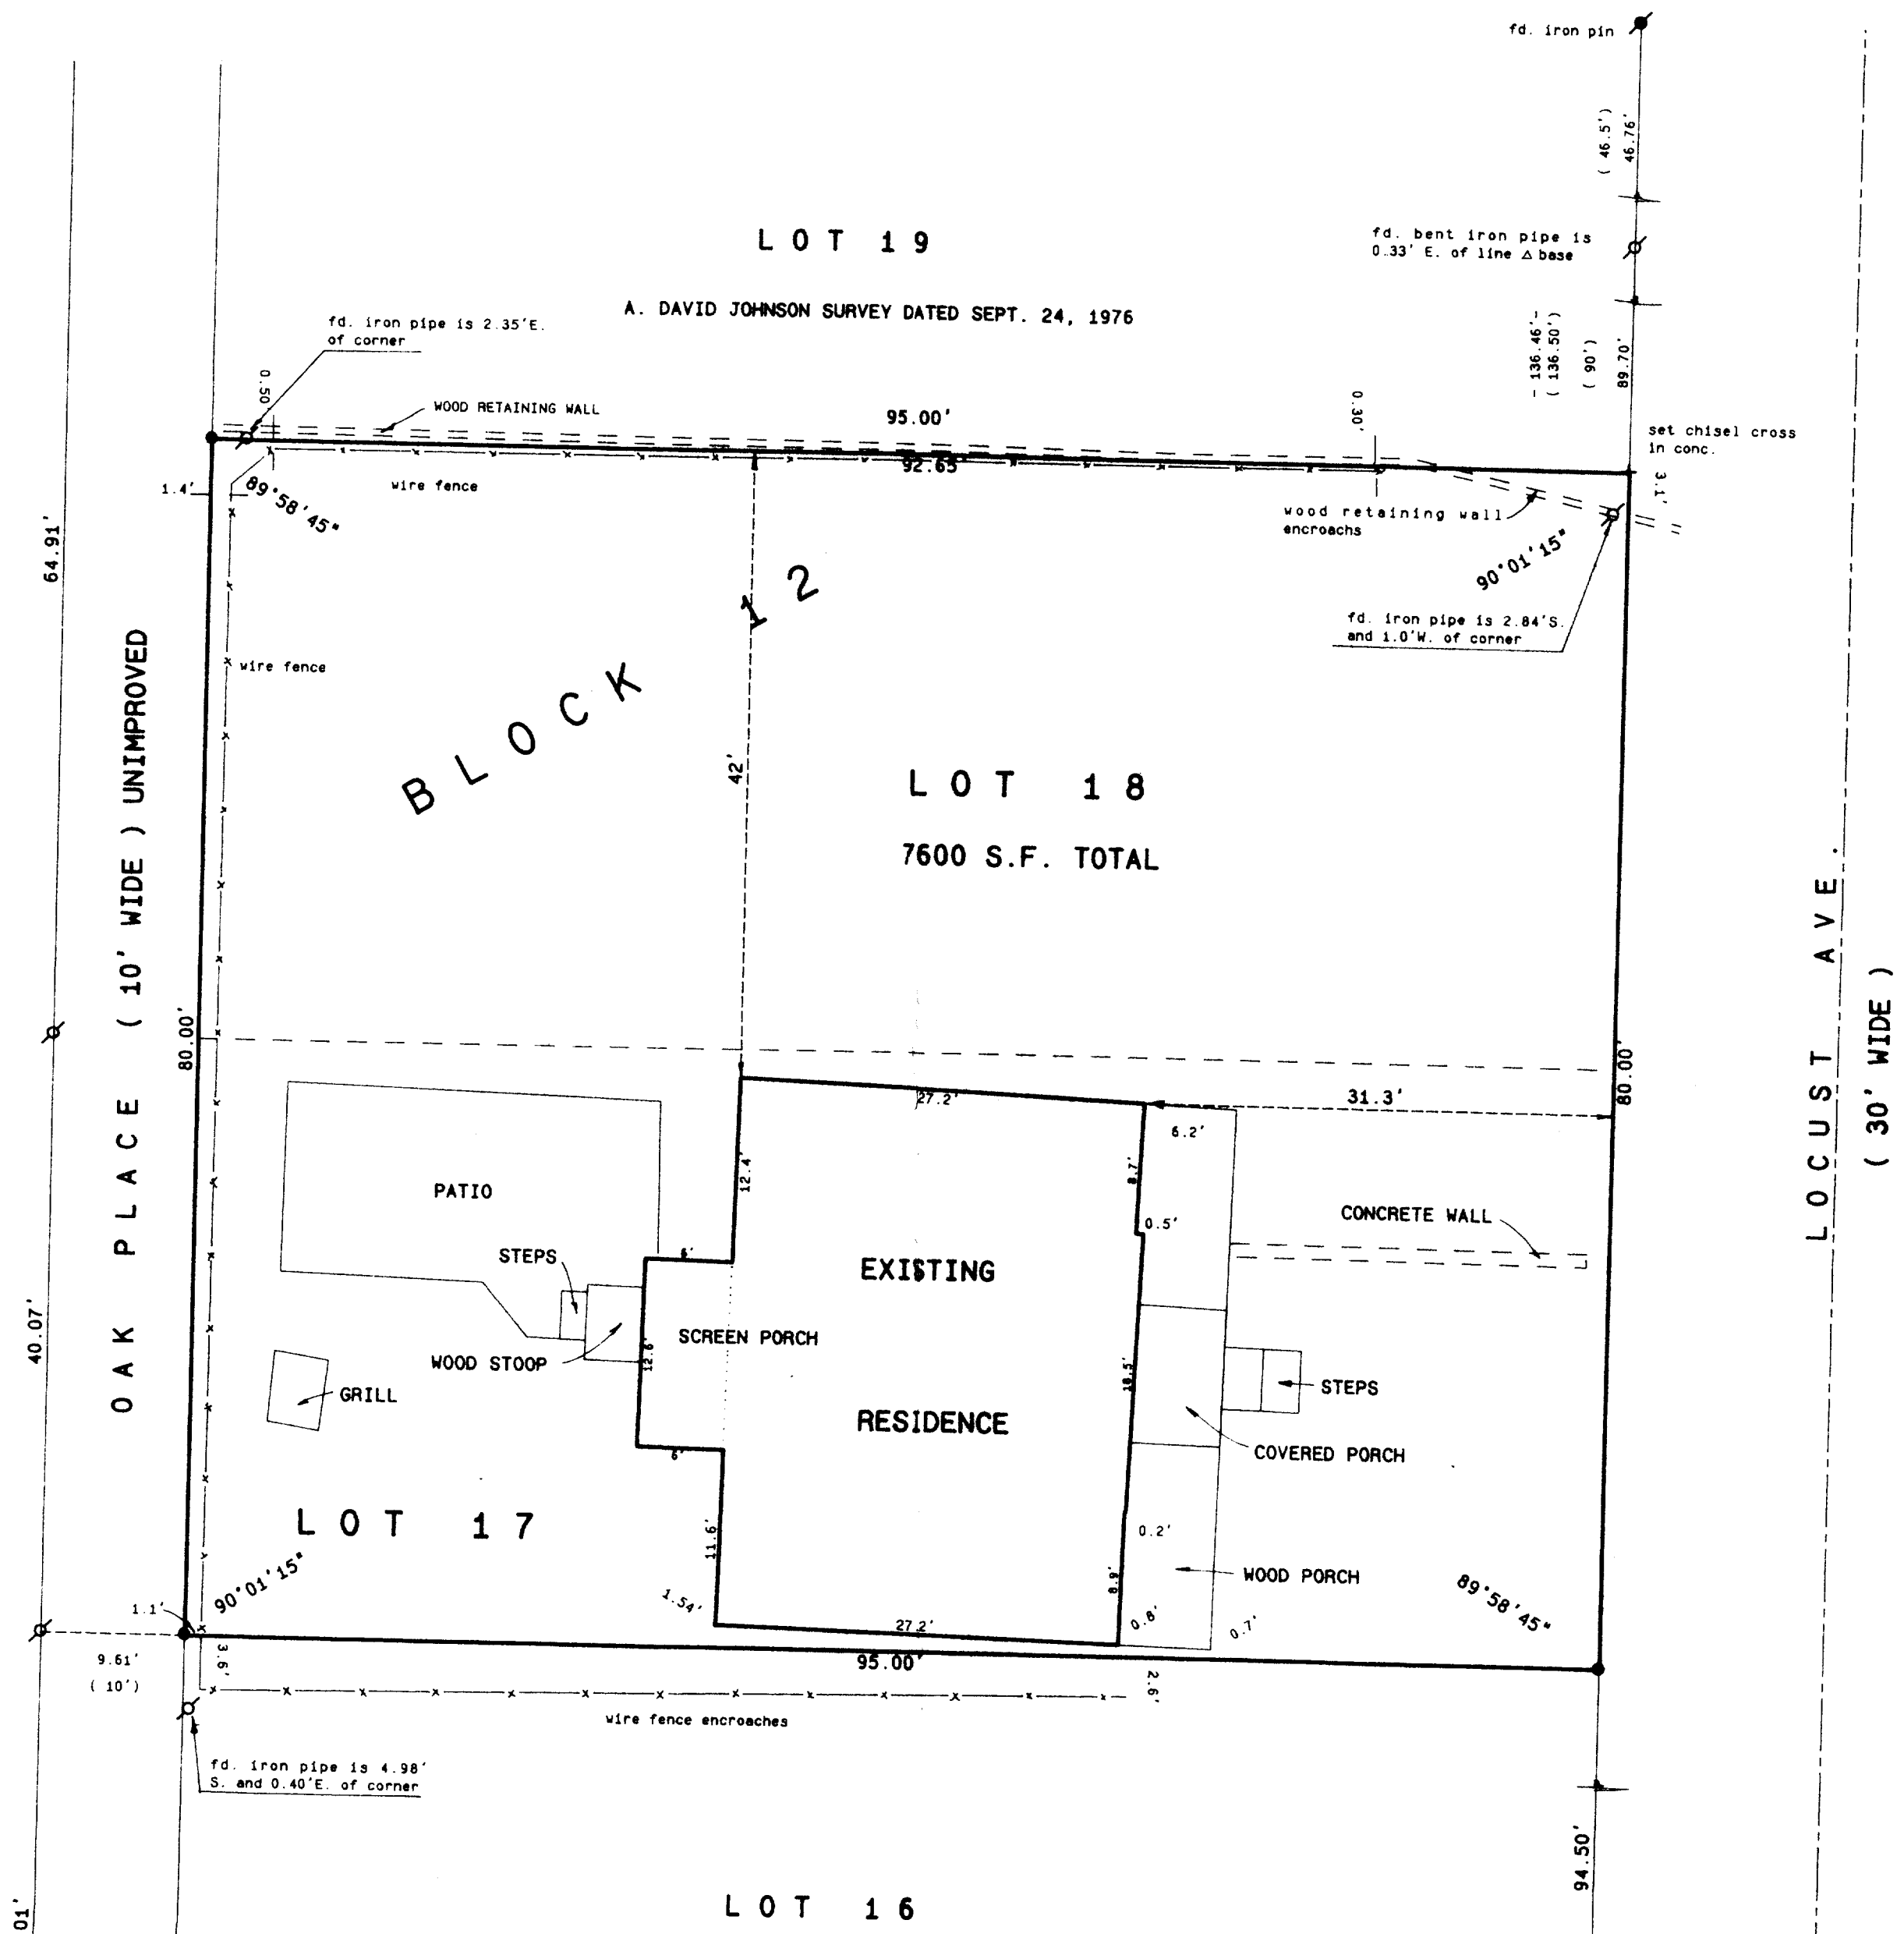 fd. iron pin
( 46.5')
46.76'
LOT 19
fd. bent iron pipe is
0.33' E. of line △ base
A. DAVID JOHNSON SURVEY DATED SEPT. 24, 1976
fd. iron pipe is 2.35'E.
of corner
- 136.46'-
( 136.50')
( 90')
89.70'
0.50
WOOD RETAINING WALL
95.00'
0.30'
set chisel cross
in conc.
92.65
3.1'
1.4'
wire fence
89°58'45"
wood retaining wall
encroachs
90°01'15"
64.91'
BLOCK 12
fd. iron pipe is 2.84'S.
and 1.0'W. of corner
wire fence
OAK PLACE ( 10' WIDE ) UNIMPROVED
42'
LOT 18
7600 S.F. TOTAL
LOCUST AVE.
( 30' WIDE )
80.00'
80.00'
27.2'
31.3'
6.2'
12.4'
8.7'
PATIO
0.5'
CONCRETE WALL
STEPS
6'
EXISTING
40.07'
SCREEN PORCH
12.6'
WOOD STOOP
18.5'
STEPS
GRILL
RESIDENCE
COVERED PORCH
6'
LOT 17
11.6'
0.2'
WOOD PORCH
8.9'
90°01'15"
89°58'45"
1.1'
1.54'
27.2'
0.8'
0.7'
9.61'
( 10')
3.6'
95.00'
2.6'
wire fence encroaches
fd. iron pipe is 4.98'
S. and 0.40'E. of corner
94.50'
01'
LOT 16